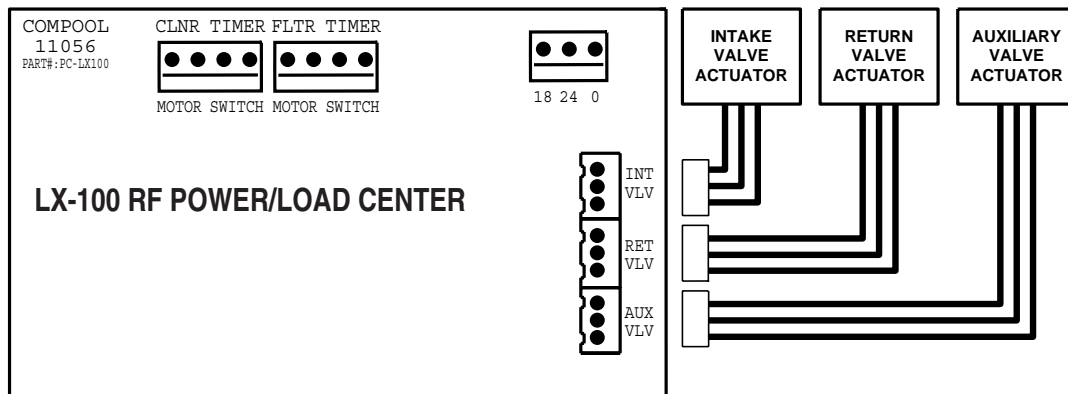 COMPOOL
11056
PART#:PC-LX100
CLNR TIMER
FLTR TIMER
MOTOR SWITCH
MOTOR SWITCH
18 24 0
INT
VLV
RET
VLV
AUX
VLV
LX-100 RF POWER/LOAD CENTER
INTAKE
VALVE
ACTUATOR
RETURN
VALVE
ACTUATOR
AUXILIARY
VALVE
ACTUATOR